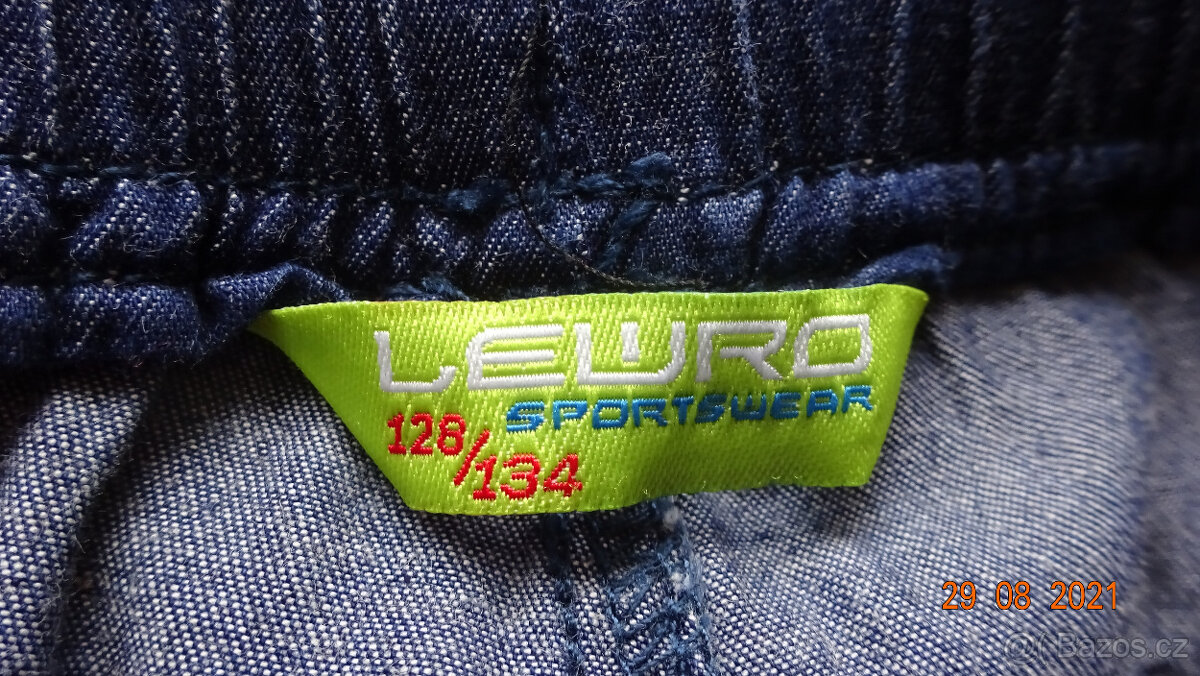 LEWRO
SPORTSWEAR
128/134
29 08 2021
Bazos.cz